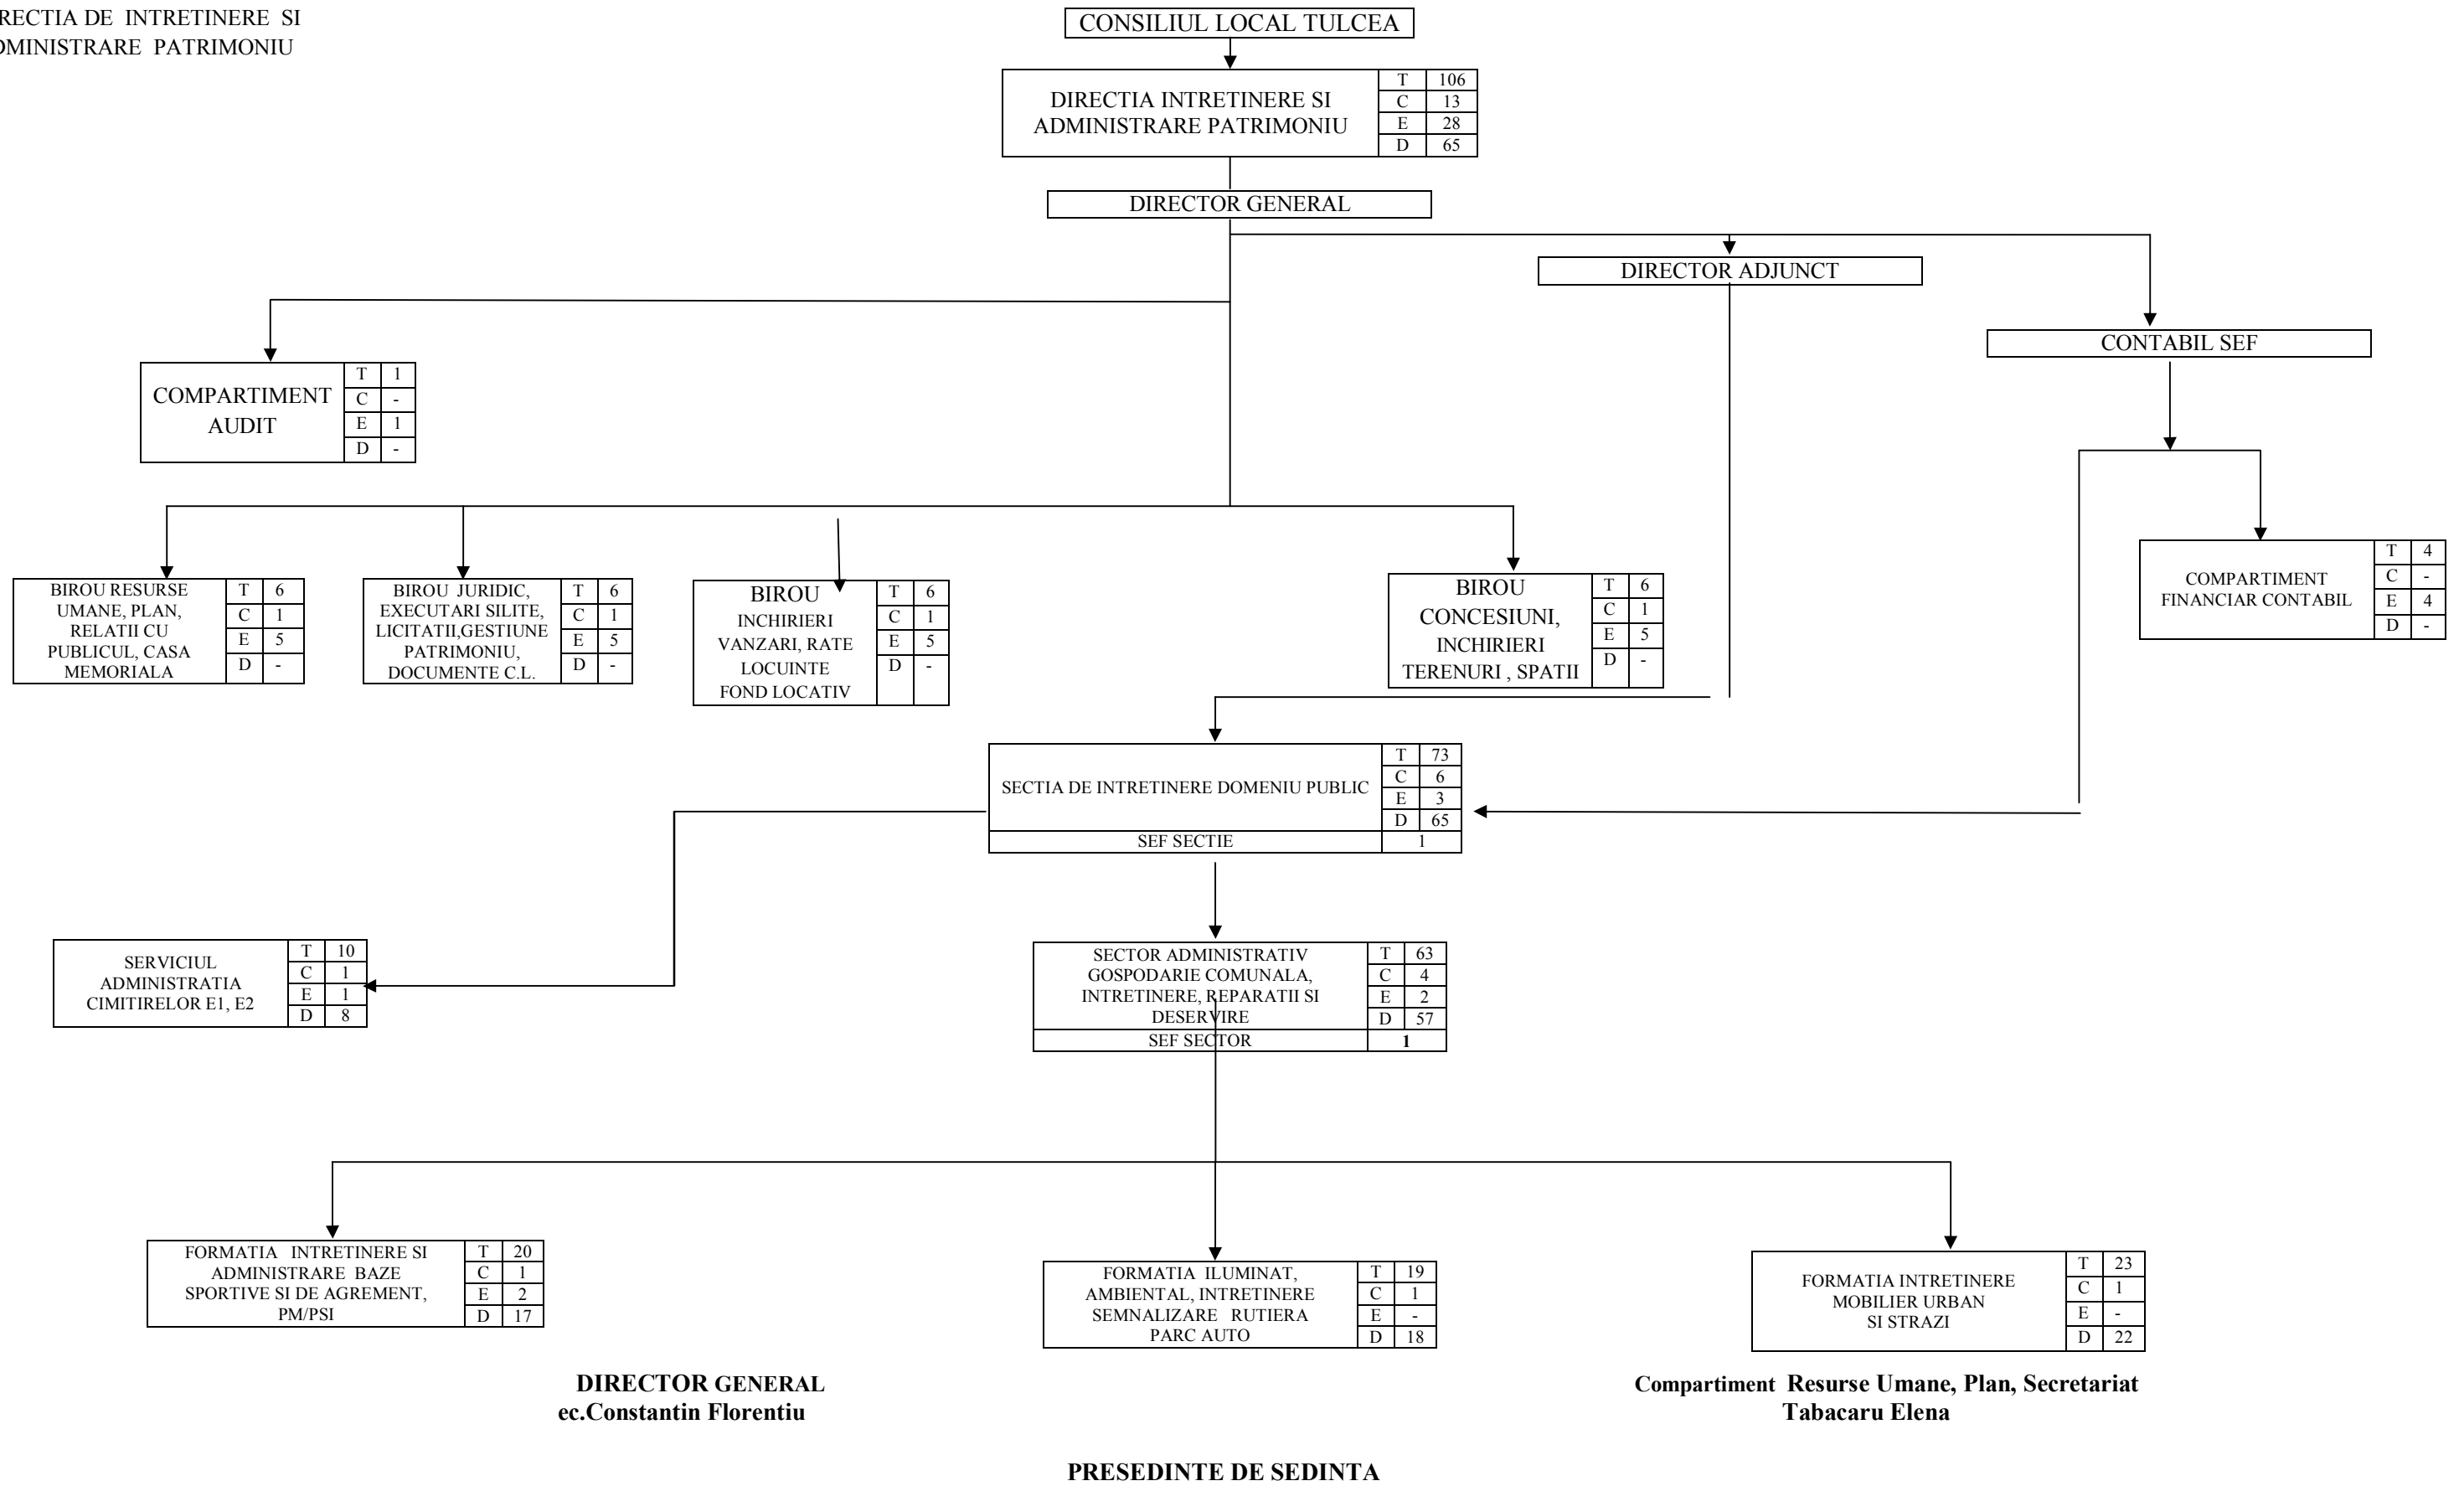 RECTIA DE INTRETINERE SI
DMINISTRARE PATRIMONIU
CONSILIUL LOCAL TULCEA
DIRECTIA INTRETINERE SI
ADMINISTRARE PATRIMONIU
T 106
C 13
E 28
D 65
DIRECTOR GENERAL
DIRECTOR ADJUNCT
CONTABIL SEF
COMPARTIMENT
AUDIT
T 1
C -
E 1
D -
BIROU RESURSE
UMANE, PLAN,
RELATII CU
PUBLICUL, CASA
MEMORIALA
T 6
C 1
E 5
D -
BIROU JURIDIC,
EXECUTARI SILITE,
LICITATII,GESTIUNE
PATRIMONIU,
DOCUMENTE C.L.
T 6
C 1
E 5
D -
BIROU
INCHIRIERI
VANZARI, RATE
LOCUINTE
FOND LOCATIV
T 6
C 1
E 5
D -
BIROU
CONCESIUNI,
INCHIRIERI
TERENURI , SPATII
T 6
C 1
E 5
D -
COMPARTIMENT
FINANCIAR CONTABIL
T 4
C -
E 4
D -
SECTIA DE INTRETINERE DOMENIU PUBLIC
T 73
C 6
E 3
D 65
SEF SECTIE 1
SERVICIUL
ADMINISTRATIA
CIMITIRELOR E1, E2
T 10
C 1
E 1
D 8
SECTOR ADMINISTRATIV
GOSPODARIE COMUNALA,
INTRETINERE, REPARATII SI
DESERVIRE
T 63
C 4
E 2
D 57
SEF SECTOR 1
FORMATIA INTRETINERE SI
ADMINISTRARE BAZE
SPORTIVE SI DE AGREMENT,
PM/PSI
T 20
C 1
E 2
D 17
FORMATIA ILUMINAT,
AMBIENTAL, INTRETINERE
SEMNALIZARE RUTIERA
PARC AUTO
T 19
C 1
E -
D 18
FORMATIA INTRETINERE
MOBILIER URBAN
SI STRAZI
T 23
C 1
E -
D 22
DIRECTOR GENERAL
ec.Constantin Florentiu
Compartiment Resurse Umane, Plan, Secretariat
Tabacaru Elena
PRESEDINTE DE SEDINTA